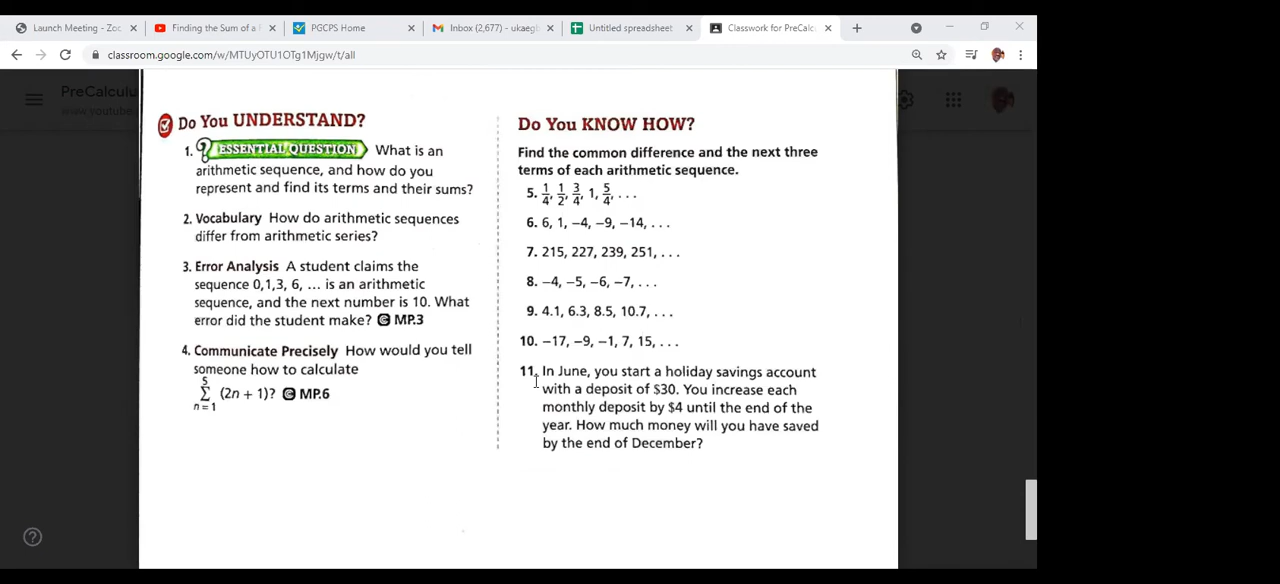 Launch Meeting - Zoo
Finding the Sum of a
PGCPS Home
Inbox (2,677) - ukaegb
Untitled spreadsheet
Classwork for PreCalc
classroom.google.com/w/MTUyOTU1OTg1Mjgw/t/all
PreCalculu
www.youtube.
Do You UNDERSTAND?
1. ? ESSENTIAL QUESTION What is an
arithmetic sequence, and how do you
represent and find its terms and their sums?
2. Vocabulary How do arithmetic sequences
differ from arithmetic series?
3. Error Analysis A student claims the
sequence 0,1,3, 6, ... is an arithmetic
sequence, and the next number is 10. What
error did the student make? C MP.3
4. Communicate Precisely How would you tell
someone how to calculate
5
Σ (2n + 1)? C MP.6
n = 1
Do You KNOW HOW?
Find the common difference and the next three
terms of each arithmetic sequence.
5. 1/4, 1/2, 3/4, 1, 5/4, . . .
6. 6, 1, −4, −9, −14, . . .
7. 215, 227, 239, 251, . . .
8. −4, −5, −6, −7, . . .
9. 4.1, 6.3, 8.5, 10.7, . . .
10. −17, −9, −1, 7, 15, . . .
11. In June, you start a holiday savings account
with a deposit of $30. You increase each
monthly deposit by $4 until the end of the
year. How much money will you have saved
by the end of December?